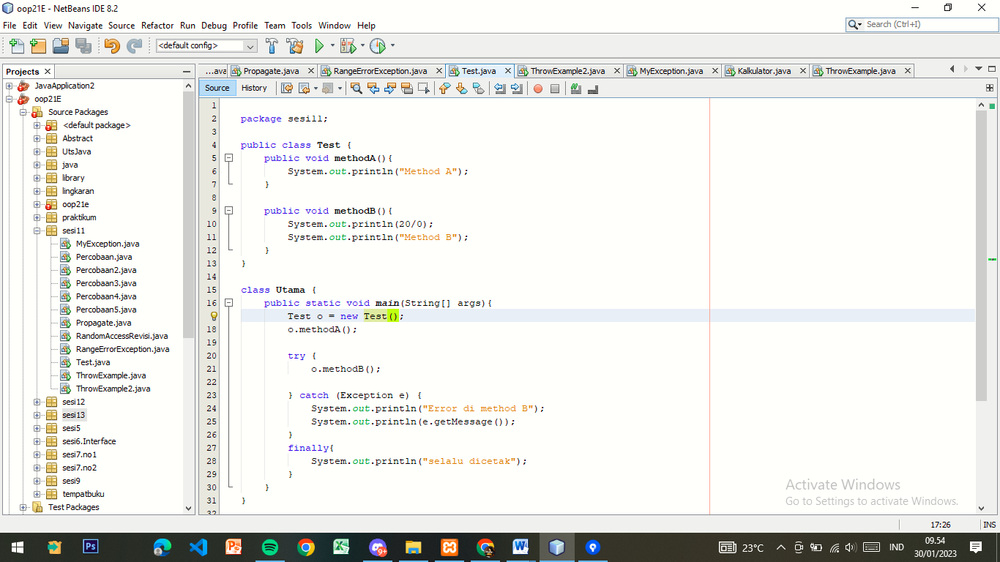 oop21E - NetBeans IDE 8.2
File Edit View Navigate Source Refactor Run Debug Profile Team Tools Window Help
Search (Ctrl+I)
<default config>
Projects
...ava Propagate.java RangeErrorException.java Test.java ThrowExample2.java MyException.java Kalkulator.java ThrowExample.java
Source History
JavaApplication2
oop21E
Source Packages
<default package>
Abstract
UtsJava
java
library
lingkaran
oop21e
praktikum
sesi11
MyException.java
Percobaan.java
Percobaan2.java
Percobaan3.java
Percobaan4.java
Percobaan5.java
Propagate.java
RandomAccessRevisi.java
RangeErrorException.java
Test.java
ThrowExample.java
ThrowExample2.java
sesi12
sesi13
sesi5
sesi6.Interface
sesi7.no1
sesi7.no2
sesi9
tempatbuku
Test Packages
1
2 package sesi11;
3
4 public class Test {
5 public void methodA(){
6 System.out.println("Method A");
7 }
8
9 public void methodB(){
10 System.out.println(20/0);
11 System.out.println("Method B");
12 }
13 }
14
15 class Utama {
16 public static void main(String[] args){
Test o = new Test();
18 o.methodA();
19
20 try {
21 o.methodB();
22
23 } catch (Exception e) {
24 System.out.println("Error di method B");
25 System.out.println(e.getMessage());
26 }
27 finally{
28 System.out.println("selalu dicetak");
29 }
30 }
31 }
32
Activate Windows
Go to Settings to activate Windows.
17:26 INS
Ps
9+
23°C
IND
09.54
30/01/2023